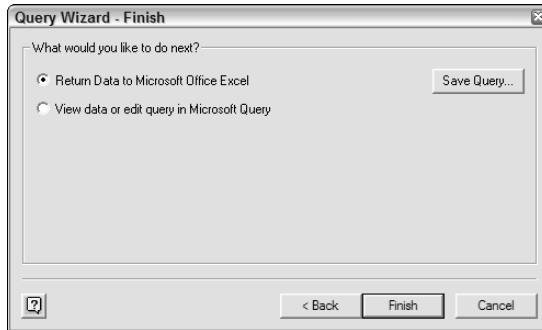 Query Wizard - Finish
What would you like to do next?
Return Data to Microsoft Office Excel
Save Query...
View data or edit query in Microsoft Query
?
< Back
Finish
Cancel